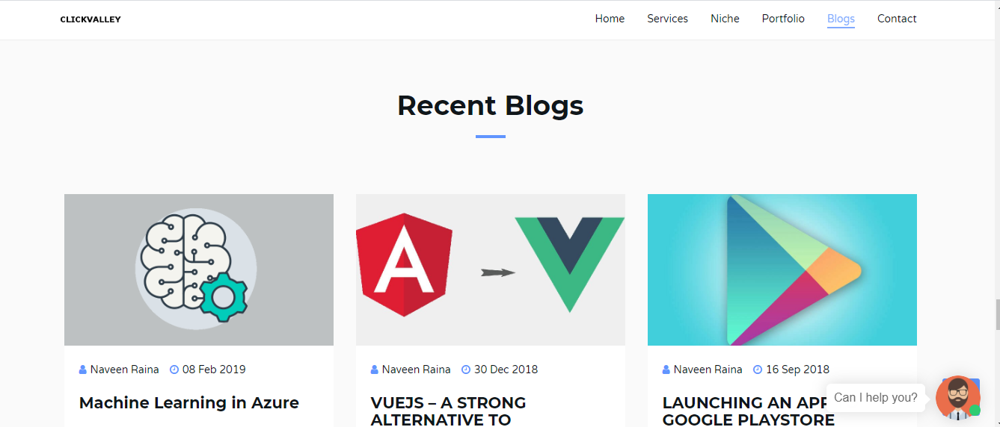 CLICKVALLEY
Home Services Niche Portfolio Blogs Contact
Recent Blogs
Naveen Raina 08 Feb 2019
Machine Learning in Azure
Naveen Raina 30 Dec 2018
VUEJS – A STRONG
ALTERNATIVE TO
Naveen Raina 16 Sep 2018
LAUNCHING AN APP
GOOGLE PLAYSTORE
Can I help you?